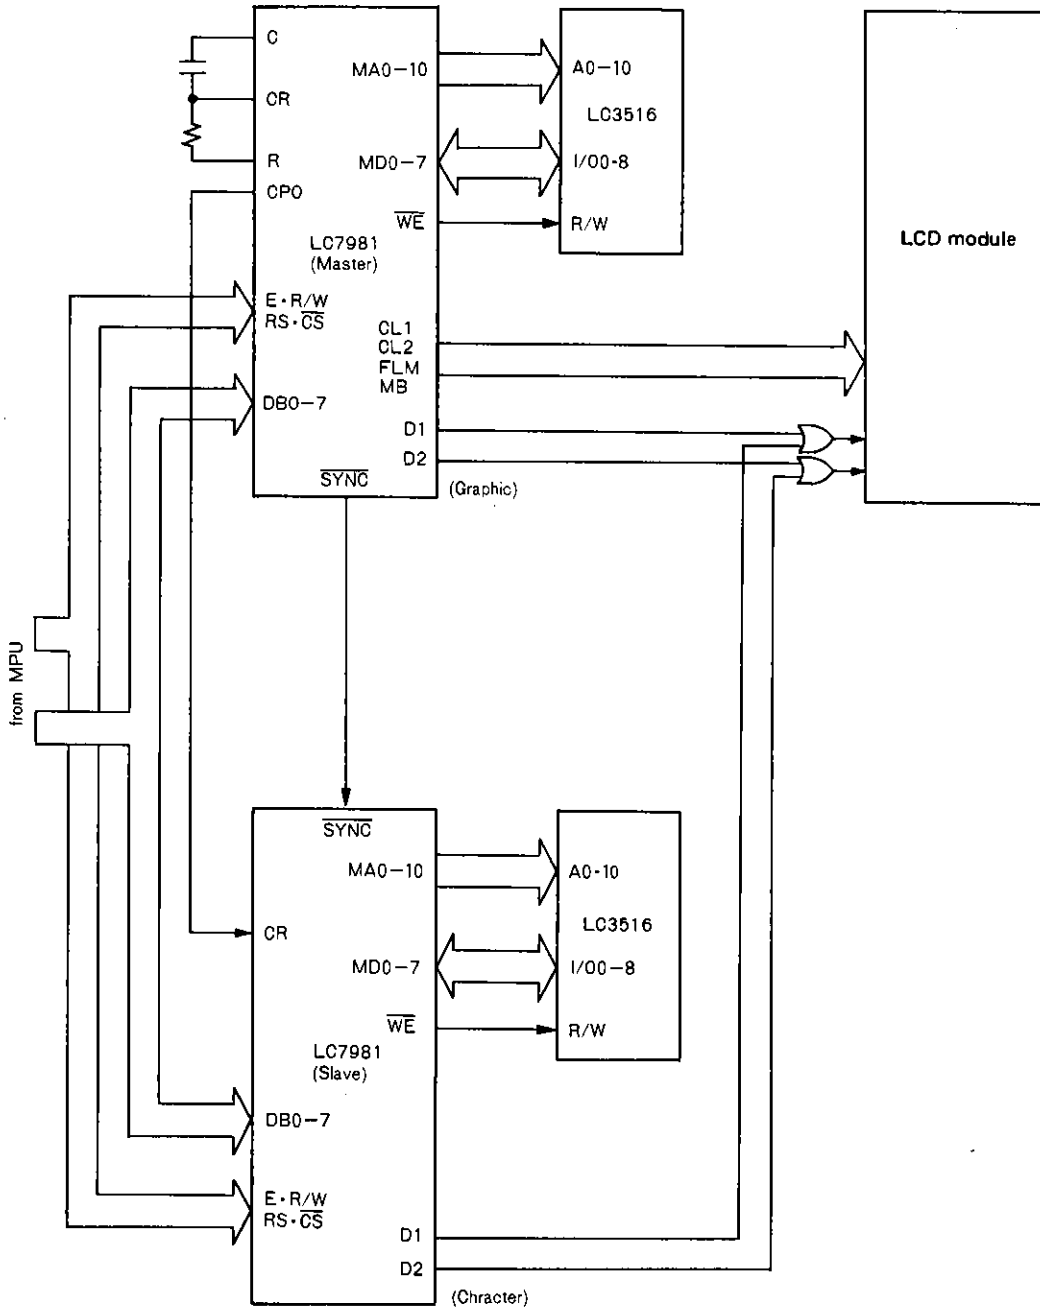 C
CR
R
CPO
MA0-10
MD0-7
WE
LC7981
(Master)
E·R/W
RS·CS
DB0-7
CL1
CL2
FLM
MB
D1
D2
SYNC
(Graphic)
A0-10
LC3516
I/O0-8
R/W
LCD module
from MPU
SYNC
MA0-10
CR
MD0-7
WE
LC7981
(Slave)
DB0-7
E·R/W
RS·CS
D1
D2
(Chracter)
A0-10
LC3516
I/O0-8
R/W